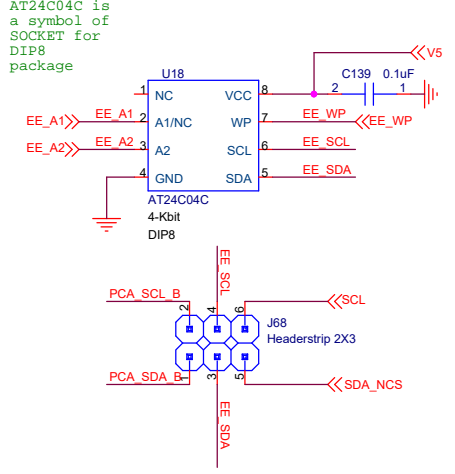 AT24C04C is
a symbol of
SOCKET for
DIP8
package
V5
U18
C139 0.1uF
1 NC VCC 8 2 1
EE_A1 EE_A1 2 A1/NC WP 7 EE_WP EE_WP
EE_A2 EE_A2 3 A2 SCL 6 EE_SCL
4 GND SDA 5 EE_SDA
AT24C04C
4-Kbit
DIP8
EE_SCL
PCA_SCL_B 2 4 6 SCL
J68
Headerstrip 2X3
PCA_SDA_B 1 3 5 SDA_NCS
EE_SDA